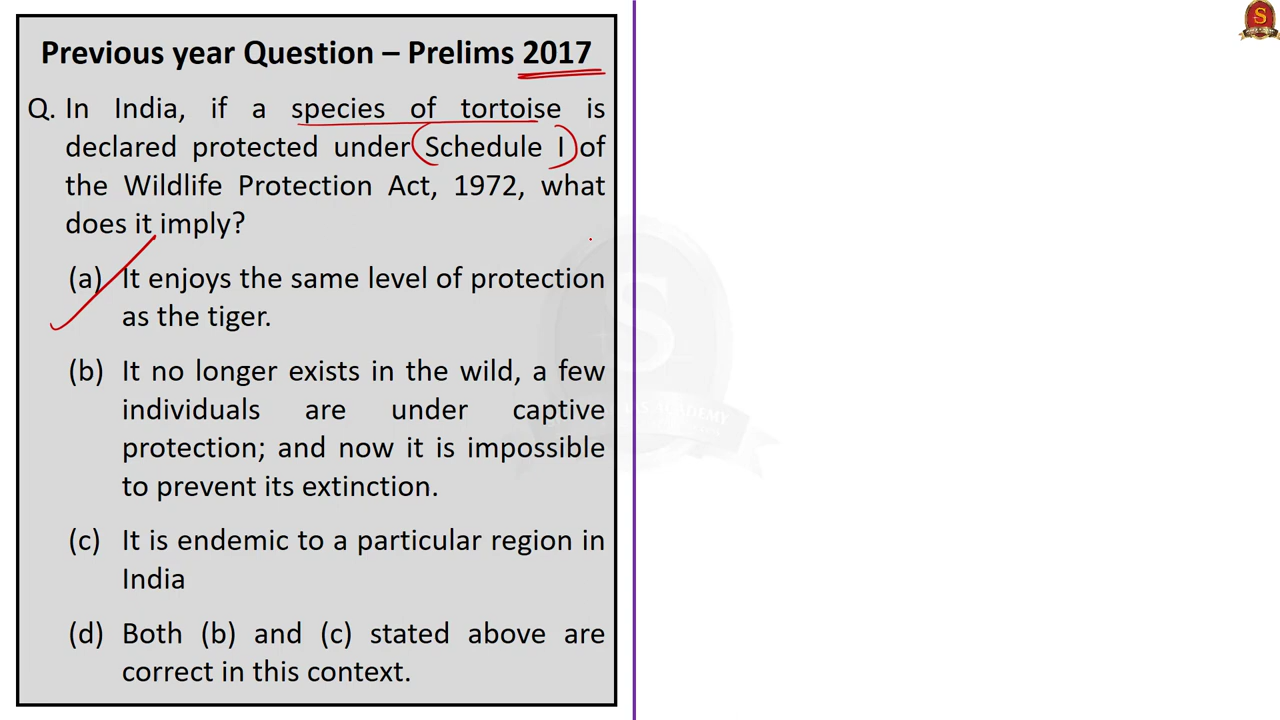 Previous year Question – Prelims 2017
Q. In India, if a species of tortoise is
declared protected under Schedule I of
the Wildlife Protection Act, 1972, what
does it imply?
(a) It enjoys the same level of protection
as the tiger.
(b) It no longer exists in the wild, a few
individuals are under captive
protection; and now it is impossible
to prevent its extinction.
(c) It is endemic to a particular region in
India
(d) Both (b) and (c) stated above are
correct in this context.
S
S
ACADEMY